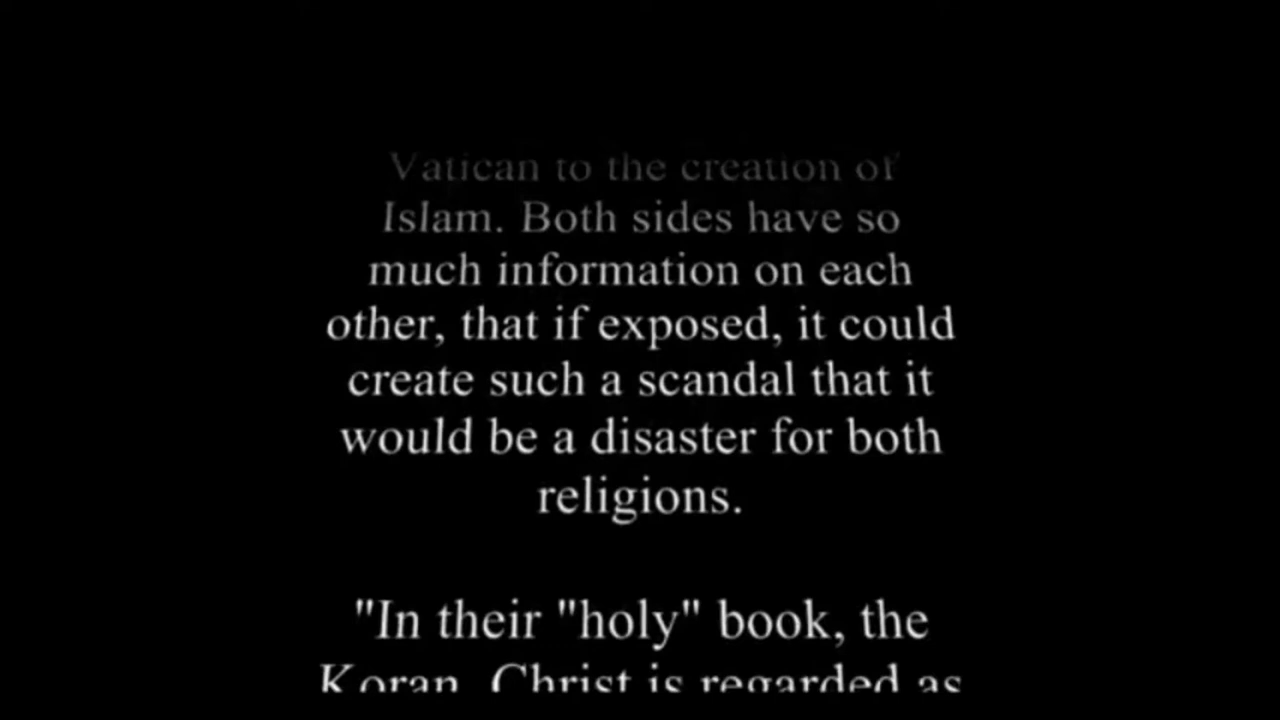 Vatican to the creation of
Islam. Both sides have so
much information on each
other, that if exposed, it could
create such a scandal that it
would be a disaster for both
religions.
"In their "holy" book, the
Koran, Christ is regarded as